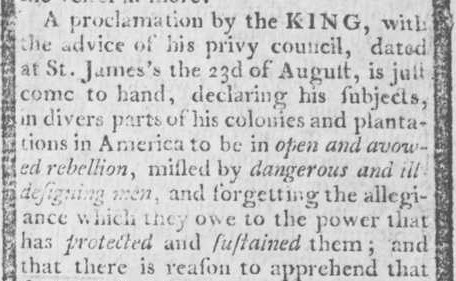 A proclamation by the KING, with
the advice of his privy council, dated
at St. James's the 23d of Auguſt, is juſt
come to hand, declaring his ſubjects,
in divers parts of his colonies and planta-
tions in America to be in open and avow-
ed rebellion, miſled by dangerous and ill-
deſigning men, and forgetting the allegi-
ance which they owe to the power that
has protected and ſuſtained them; and
that there is reaſon to apprehend that